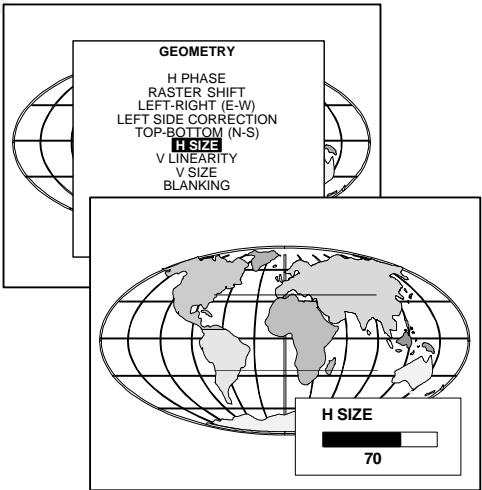 GEOMETRY
H PHASE
RASTER SHIFT
LEFT-RIGHT (E-W)
LEFT SIDE CORRECTION
TOP-BOTTOM (N-S)
H SIZE
V LINEARITY
V SIZE
BLANKING
H SIZE
70